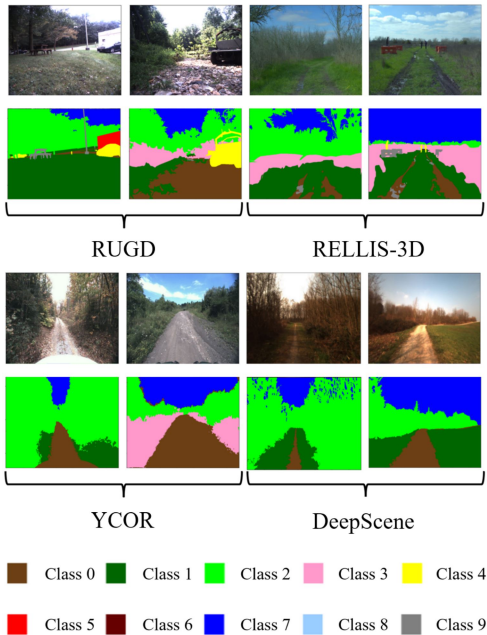 RUGD RELLIS-3D
YCOR DeepScene
Class 0 Class 1 Class 2 Class 3 Class 4
Class 5 Class 6 Class 7 Class 8 Class 9